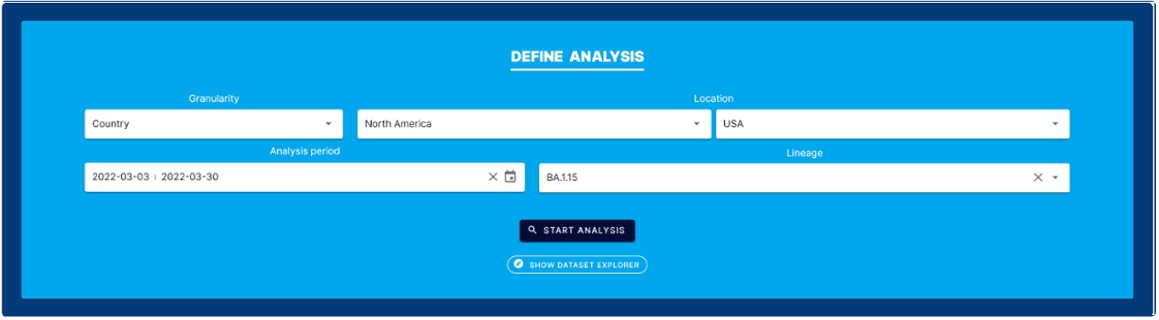 DEFINE ANALYSIS
Granularity
Location
Country
North America
USA
Analysis period
Lineage
2022-03-03 | 2022-03-30
BA.1.15
START ANALYSIS
SHOW DATASET EXPLORER